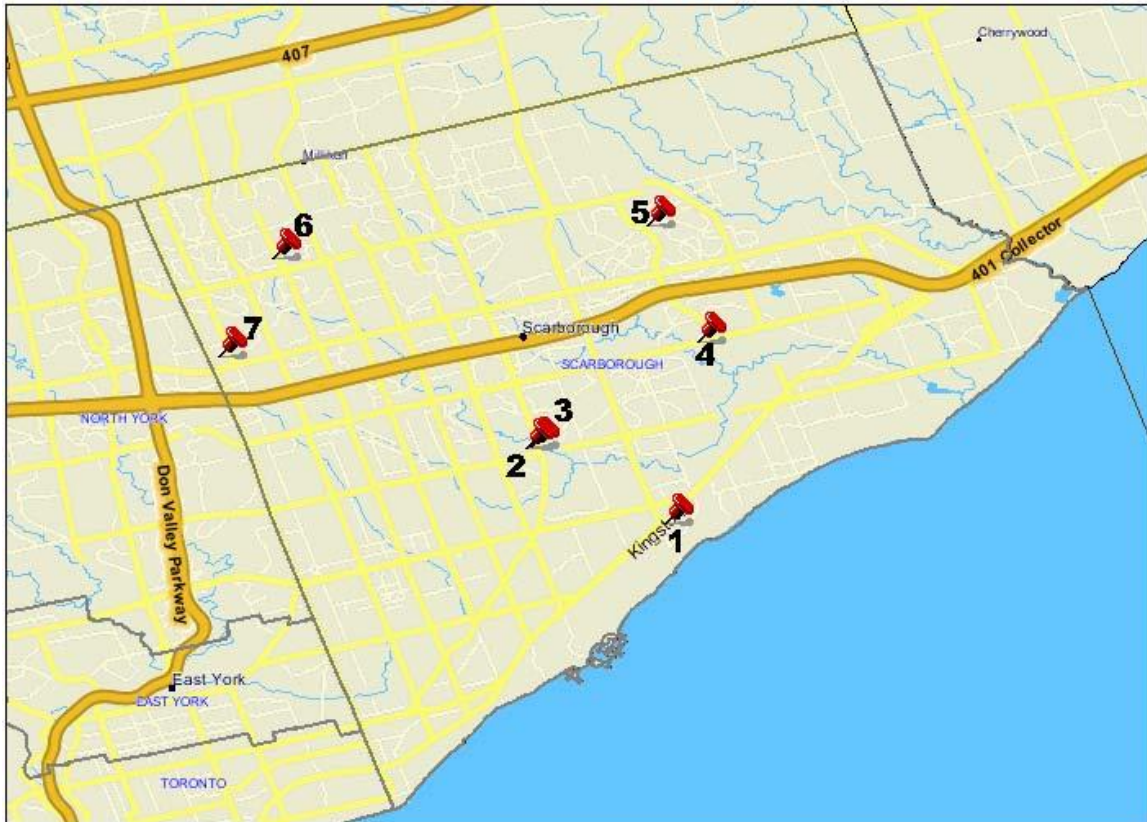 Cherrywood
407
Milliken
6
5
401 Collector
7
Scarborough
4
SCARBOROUGH
NORTH YORK
3
2
Don Valley Parkway
1
East York
EAST YORK
TORONTO